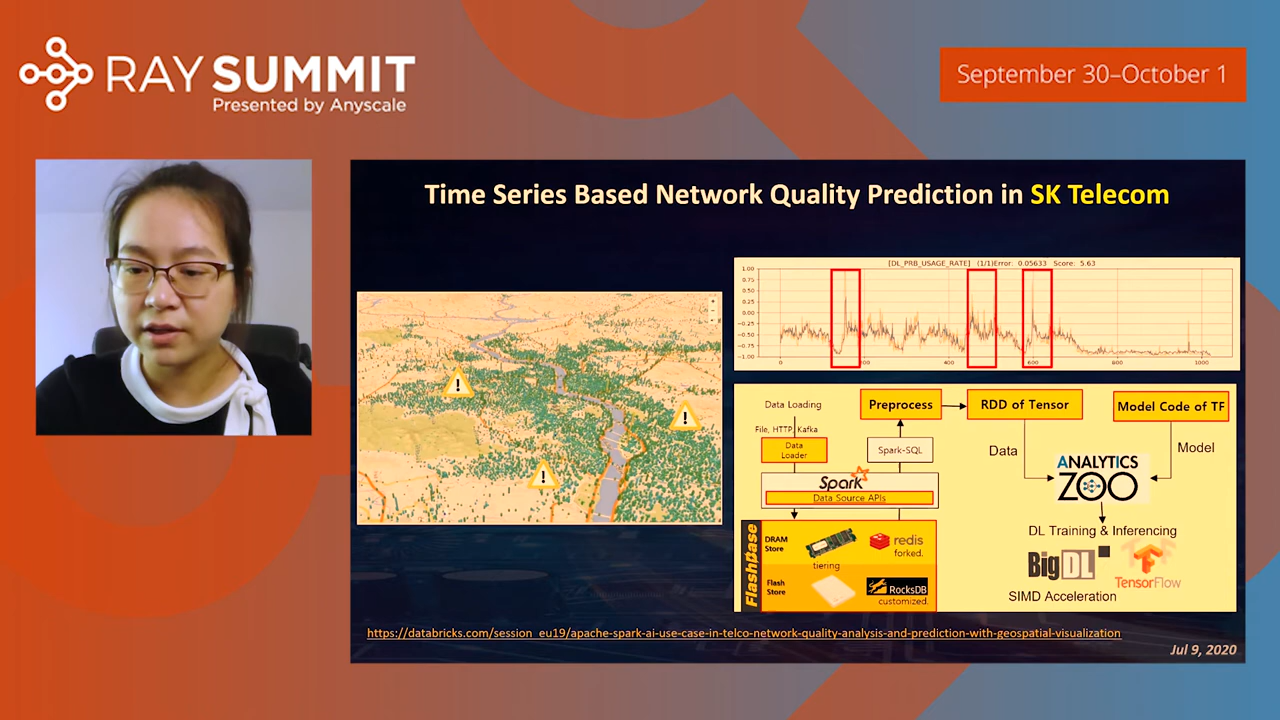 RAY SUMMIT
Presented by Anyscale
September 30–October 1
Time Series Based Network Quality Prediction in SK Telecom
[DL_PRB_USAGE_RATE] (1/1)Error: 0.05633 Score: 5.63
1.00
0.75
0.50
0.25
0.00
−0.25
−0.50
−0.75
−1.00
0
200
400
600
800
1000
!
!
!
Data Loading
File, HTTP, Kafka
Data
Loader
Preprocess
Spark-SQL
RDD of Tensor
Model Code of TF
Data
Model
Spark
Data Source APIs
ANALYTICS
ZOO
Flashbase
DRAM
Store
tiering
redis
forked.
Flash
Store
RocksDB
customized.
DL Training & Inferencing
BigDL
TensorFlow
SIMD Acceleration
https://databricks.com/session_eu19/apache-spark-ai-use-case-in-telco-network-quality-analysis-and-prediction-with-geospatial-visualization
Jul 9, 2020